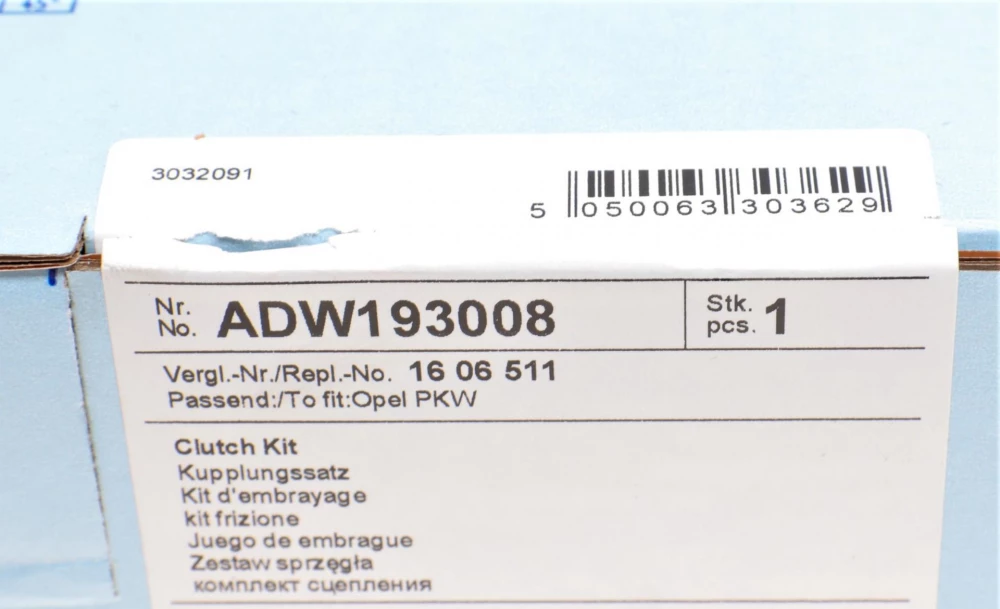 45°
3032091
5 050063 303629
Nr.
No. ADW193008
Stk.
pcs. 1
Vergl.-Nr./Repl.-No. 16 06 511
Passend:/To fit:Opel PKW
Clutch Kit
Kupplungssatz
Kit d'embrayage
kit frizione
Juego de embrague
Zestaw sprzęgła
комплект сцепления